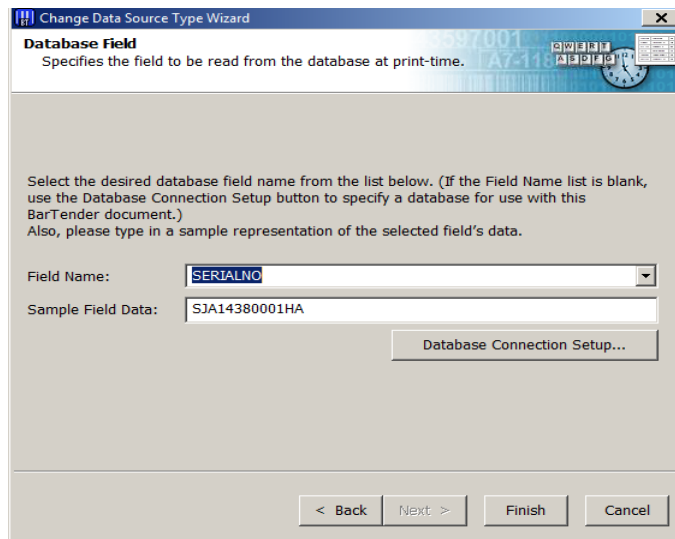 Change Data Source Type Wizard
Database Field
Specifies the field to be read from the database at print-time.
3597001
A7-118
Q W E R T
A S D F G
Select the desired database field name from the list below. (If the Field Name list is blank,
use the Database Connection Setup button to specify a database for use with this
BarTender document.)
Also, please type in a sample representation of the selected field's data.
Field Name:
SERIALNO
Sample Field Data:
SJA14380001HA
Database Connection Setup...
< Back
Next >
Finish
Cancel